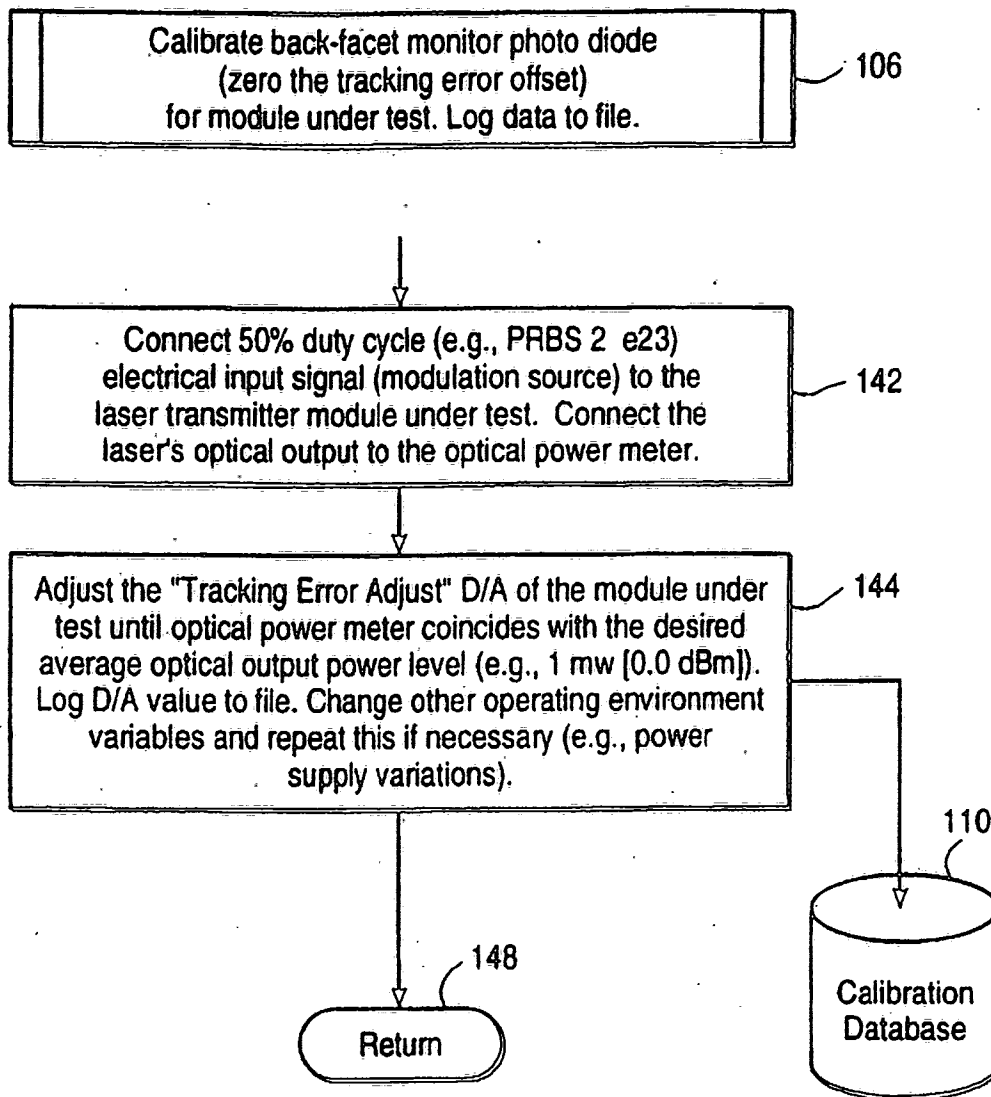 Calibrate back-facet monitor photo diode
(zero the tracking error offset)
for module under test. Log data to file.
106
Connect 50% duty cycle (e.g., PRBS 2 e23)
electrical input signal (modulation source) to the
laser transmitter module under test. Connect the
laser's optical output to the optical power meter.
142
Adjust the "Tracking Error Adjust" D/A of the module under
test until optical power meter coincides with the desired
average optical output power level (e.g., 1 mw [0.0 dBm]).
Log D/A value to file. Change other operating environment
variables and repeat this if necessary (e.g., power
supply variations).
144
110
148
Return
Calibration
Database